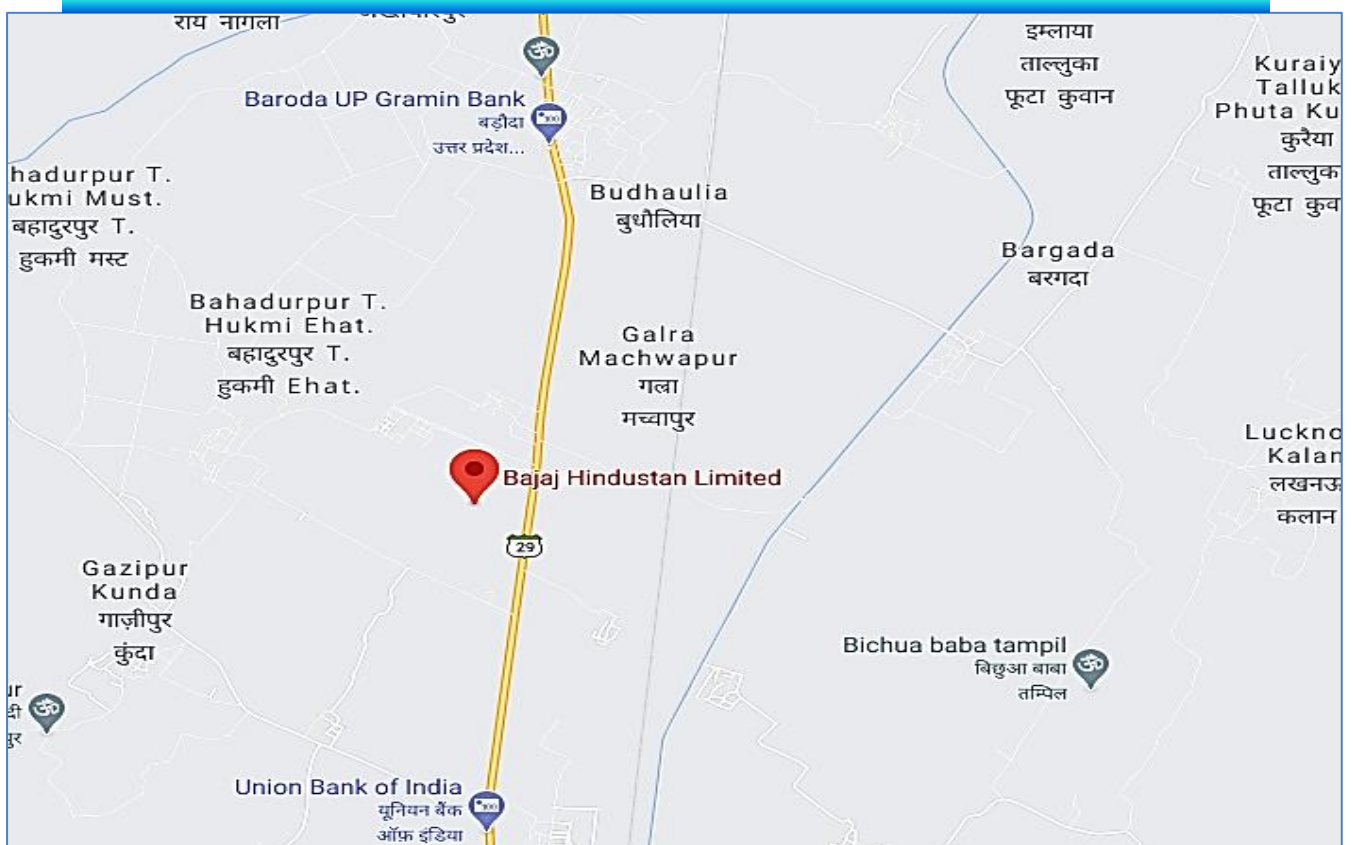 राय नागला
इम्लाया
ताल्लुका
फूटा कुवान
Kuraiy
Talluk
Phuta Ku
कुरैया
ताल्लुक
फूटा कुव
Baroda UP Gramin Bank
बड़ौदा
उत्तर प्रदेश...
hadurpur T.
ukmi Must.
बहादुरपुर T.
हुकमी मस्ट
Budhaulia
बुधौलिया
Bargada
बरगदा
Bahadurpur T.
Hukmi Ehat.
बहादुरपुर T.
हुकमी Ehat.
Galra
Machwapur
गल्रा
मच्वापुर
Luckno
Kalan
लखनऊ
कलान
Bajaj Hindustan Limited
29
Gazipur
Kunda
गाज़ीपुर
कुंदा
Bichua baba tampil
बिछुआ बाबा
तम्पिल
ur
दी
पुर
Union Bank of India
यूनियन बैंक
ऑफ़ इंडिया